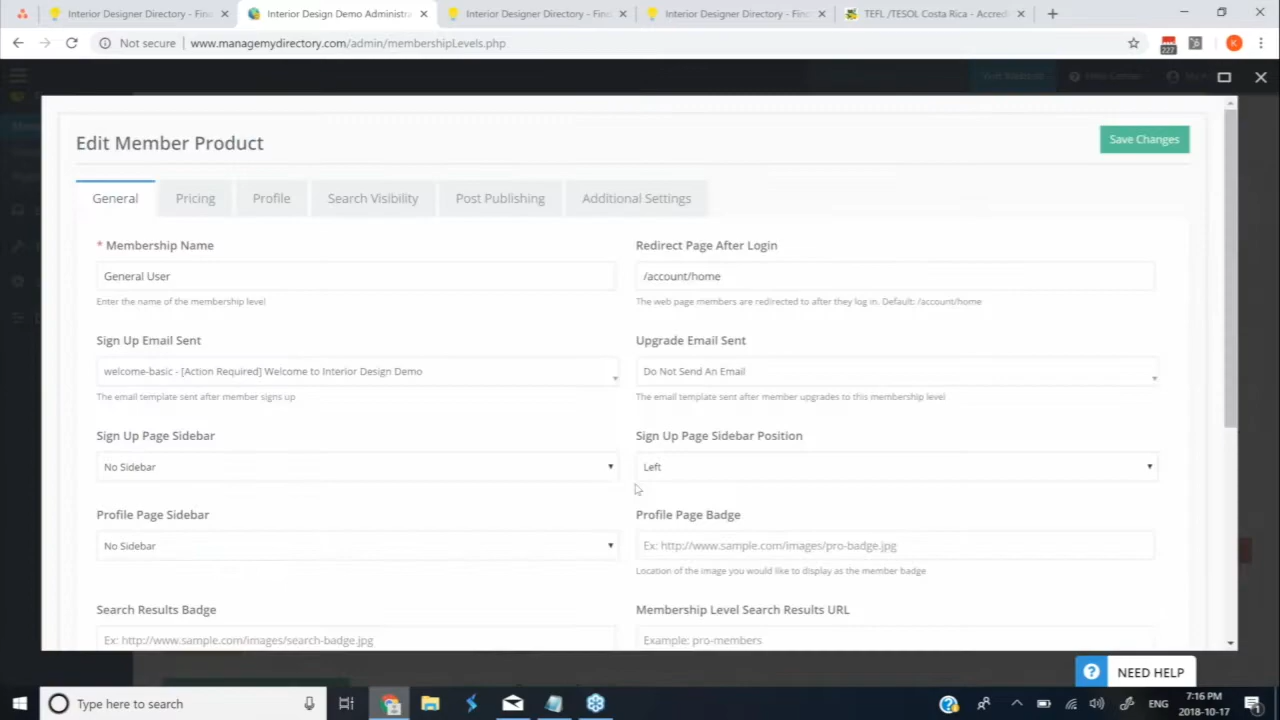 Interior Designer Directory - Fin
Interior Design Demo Administra
Interior Designer Directory - Fin
Interior Designer Directory - Fin
TEFL /TESOL Costa Rica - Accred
Not secure
www.managemydirectory.com/admin/membershipLevels.php
227
K
Help Center
Edit Member Product
Save Changes
General
Pricing
Profile
Search Visibility
Post Publishing
Additional Settings
* Membership Name
Redirect Page After Login
General User
/account/home
Enter the name of the membership level
The web page members are redirected to after they log in. Default: /account/home
Sign Up Email Sent
Upgrade Email Sent
welcome-basic - [Action Required] Welcome to Interior Design Demo
Do Not Send An Email
The email template sent after member signs up
The email template sent after member upgrades to this membership level
Sign Up Page Sidebar
Sign Up Page Sidebar Position
No Sidebar
Left
Profile Page Sidebar
Profile Page Badge
No Sidebar
Ex: http://www.sample.com/images/pro-badge.jpg
Location of the image you would like to display as the member badge
Search Results Badge
Membership Level Search Results URL
Ex: http://www.sample.com/images/search-badge.jpg
Example: pro-members
? NEED HELP
Type here to search
ENG
7:16 PM
2018-10-17
1